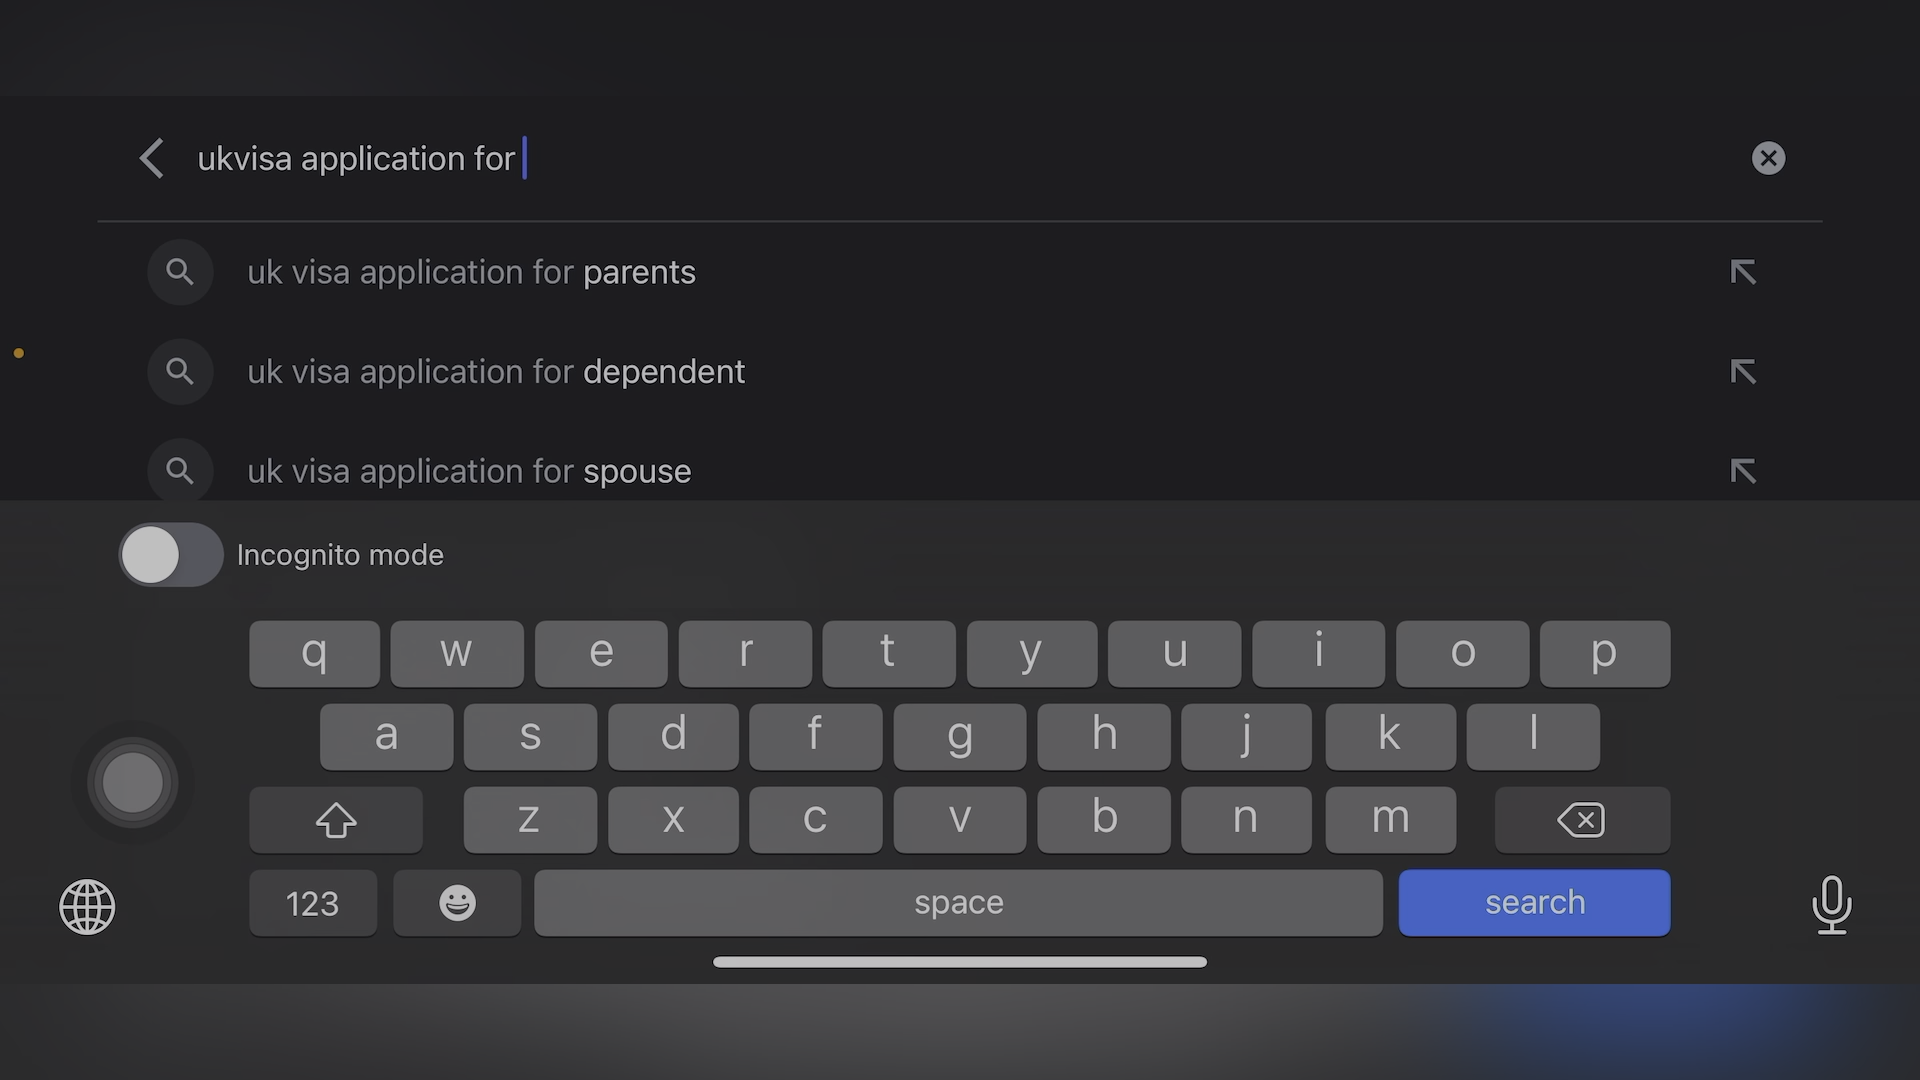 ukvisa application for
uk visa application for parents
uk visa application for dependent
uk visa application for spouse
Incognito mode
q w e r t y u i o p
a s d f g h j k l
z x c v b n m
123 space search